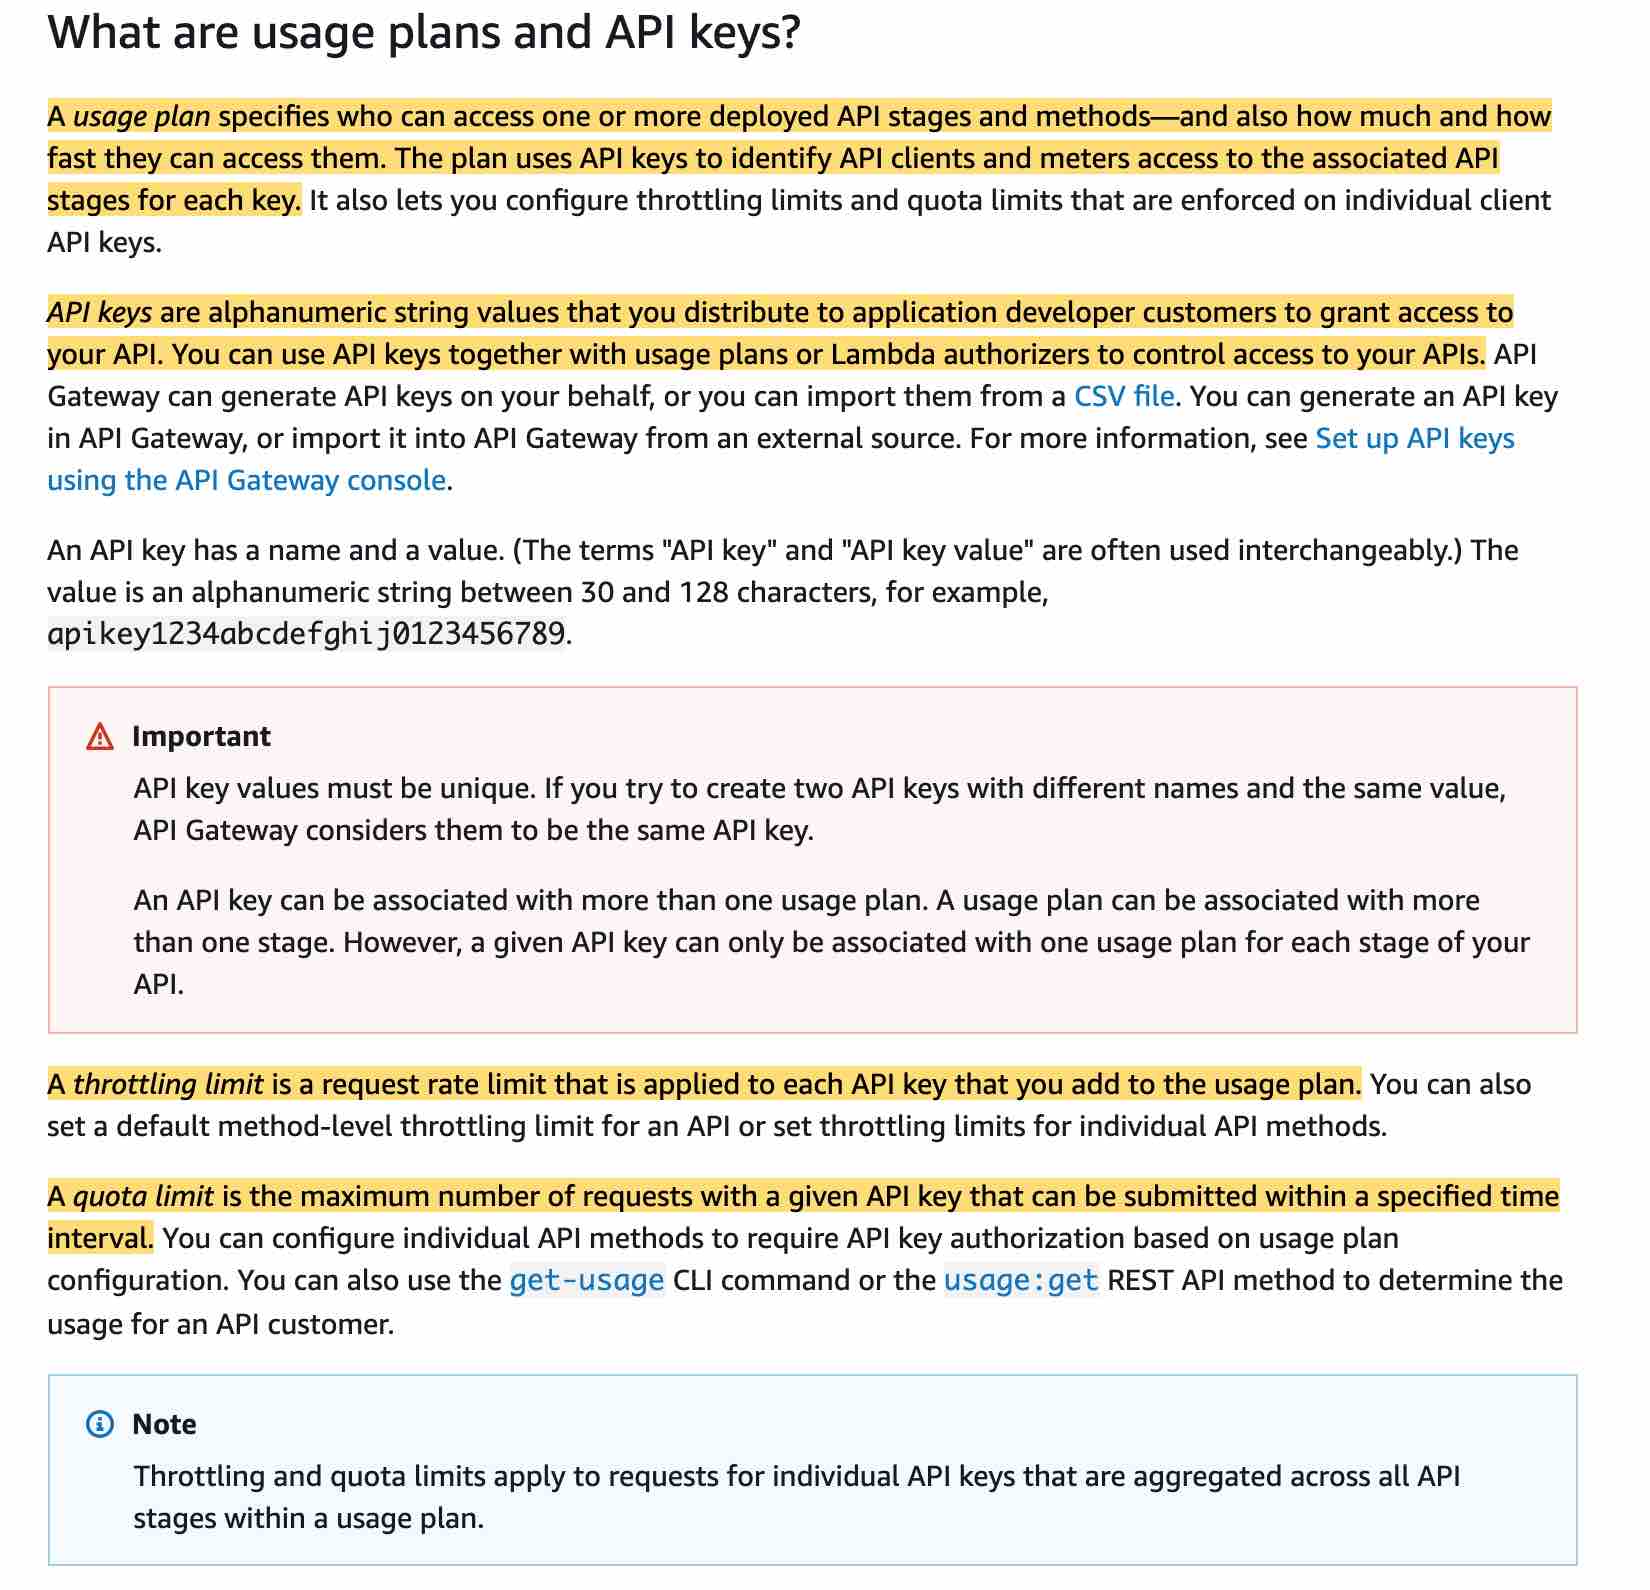 What are usage plans and API keys?
A usage plan specifies who can access one or more deployed API stages and methods—and also how much and how
fast they can access them. The plan uses API keys to identify API clients and meters access to the associated API
stages for each key. It also lets you configure throttling limits and quota limits that are enforced on individual client
API keys.
API keys are alphanumeric string values that you distribute to application developer customers to grant access to
your API. You can use API keys together with usage plans or Lambda authorizers to control access to your APIs. API
Gateway can generate API keys on your behalf, or you can import them from a CSV file. You can generate an API key
in API Gateway, or import it into API Gateway from an external source. For more information, see Set up API keys
using the API Gateway console.
An API key has a name and a value. (The terms "API key" and "API key value" are often used interchangeably.) The
value is an alphanumeric string between 30 and 128 characters, for example,
apikey1234abcdefghij0123456789.
Important
API key values must be unique. If you try to create two API keys with different names and the same value,
API Gateway considers them to be the same API key.
An API key can be associated with more than one usage plan. A usage plan can be associated with more
than one stage. However, a given API key can only be associated with one usage plan for each stage of your
API.
A throttling limit is a request rate limit that is applied to each API key that you add to the usage plan. You can also
set a default method-level throttling limit for an API or set throttling limits for individual API methods.
A quota limit is the maximum number of requests with a given API key that can be submitted within a specified time
interval. You can configure individual API methods to require API key authorization based on usage plan
configuration. You can also use the get-usage CLI command or the usage:get REST API method to determine the
usage for an API customer.
Note
Throttling and quota limits apply to requests for individual API keys that are aggregated across all API
stages within a usage plan.